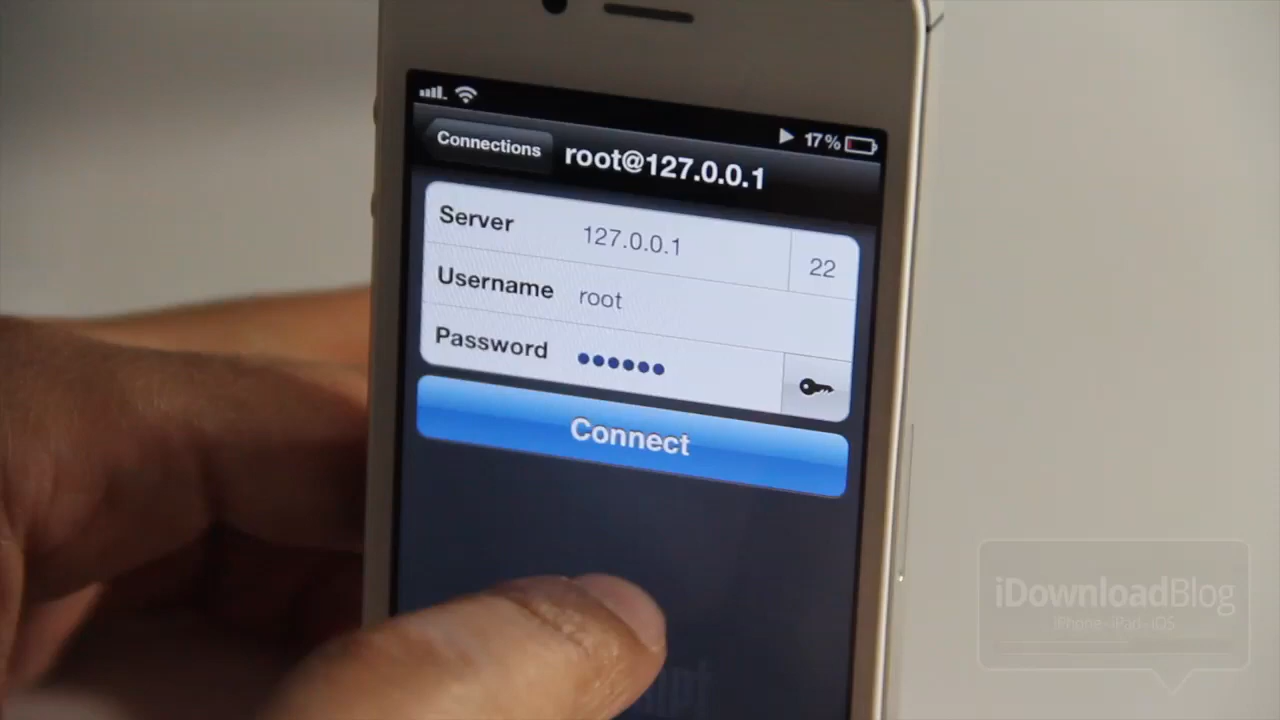 17%
Connections
root@127.0.0.1
Server 127.0.0.1 22
Username root
Password ••••••
Connect
iDownloadBlog
iPhone · iPad · iOS